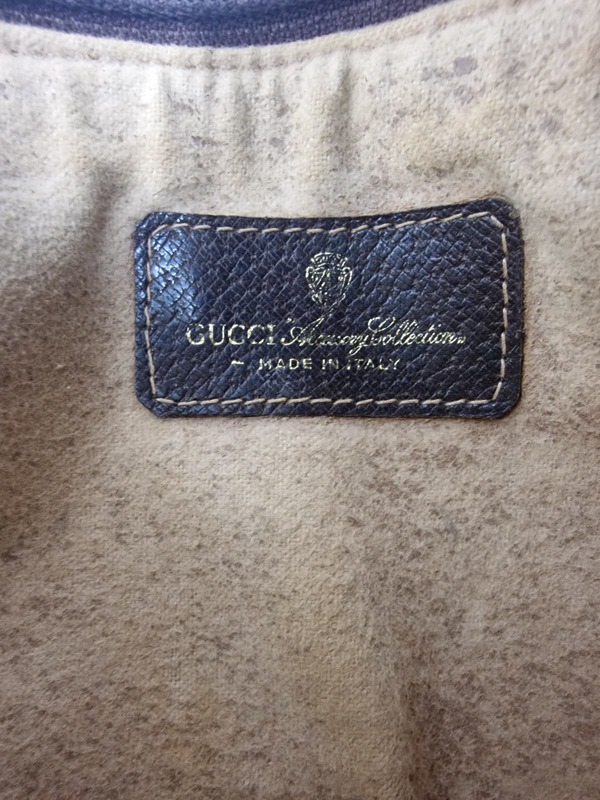 GUCCI "Accessory Collection"
— MADE IN ITALY